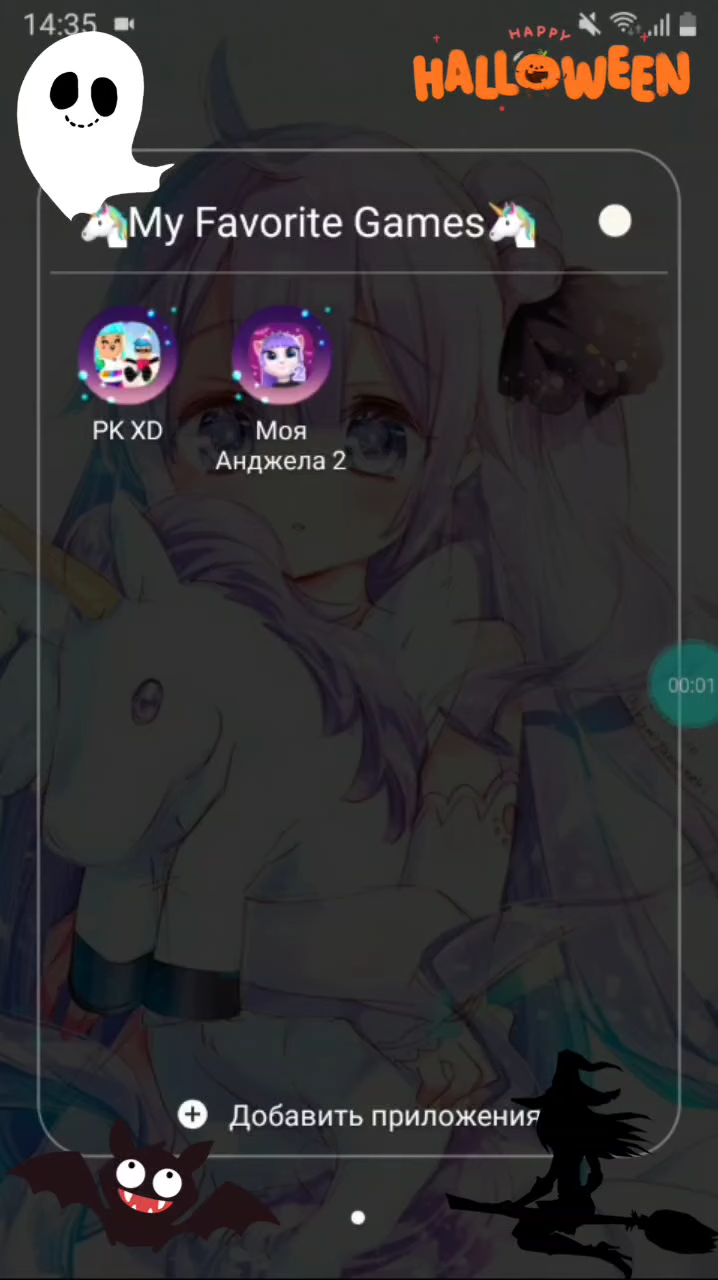 14:35
HAPPY
HALLOWEEN
🦄My Favorite Games🦄
PK XD
Моя
Анджела 2
00:01
Добавить приложения